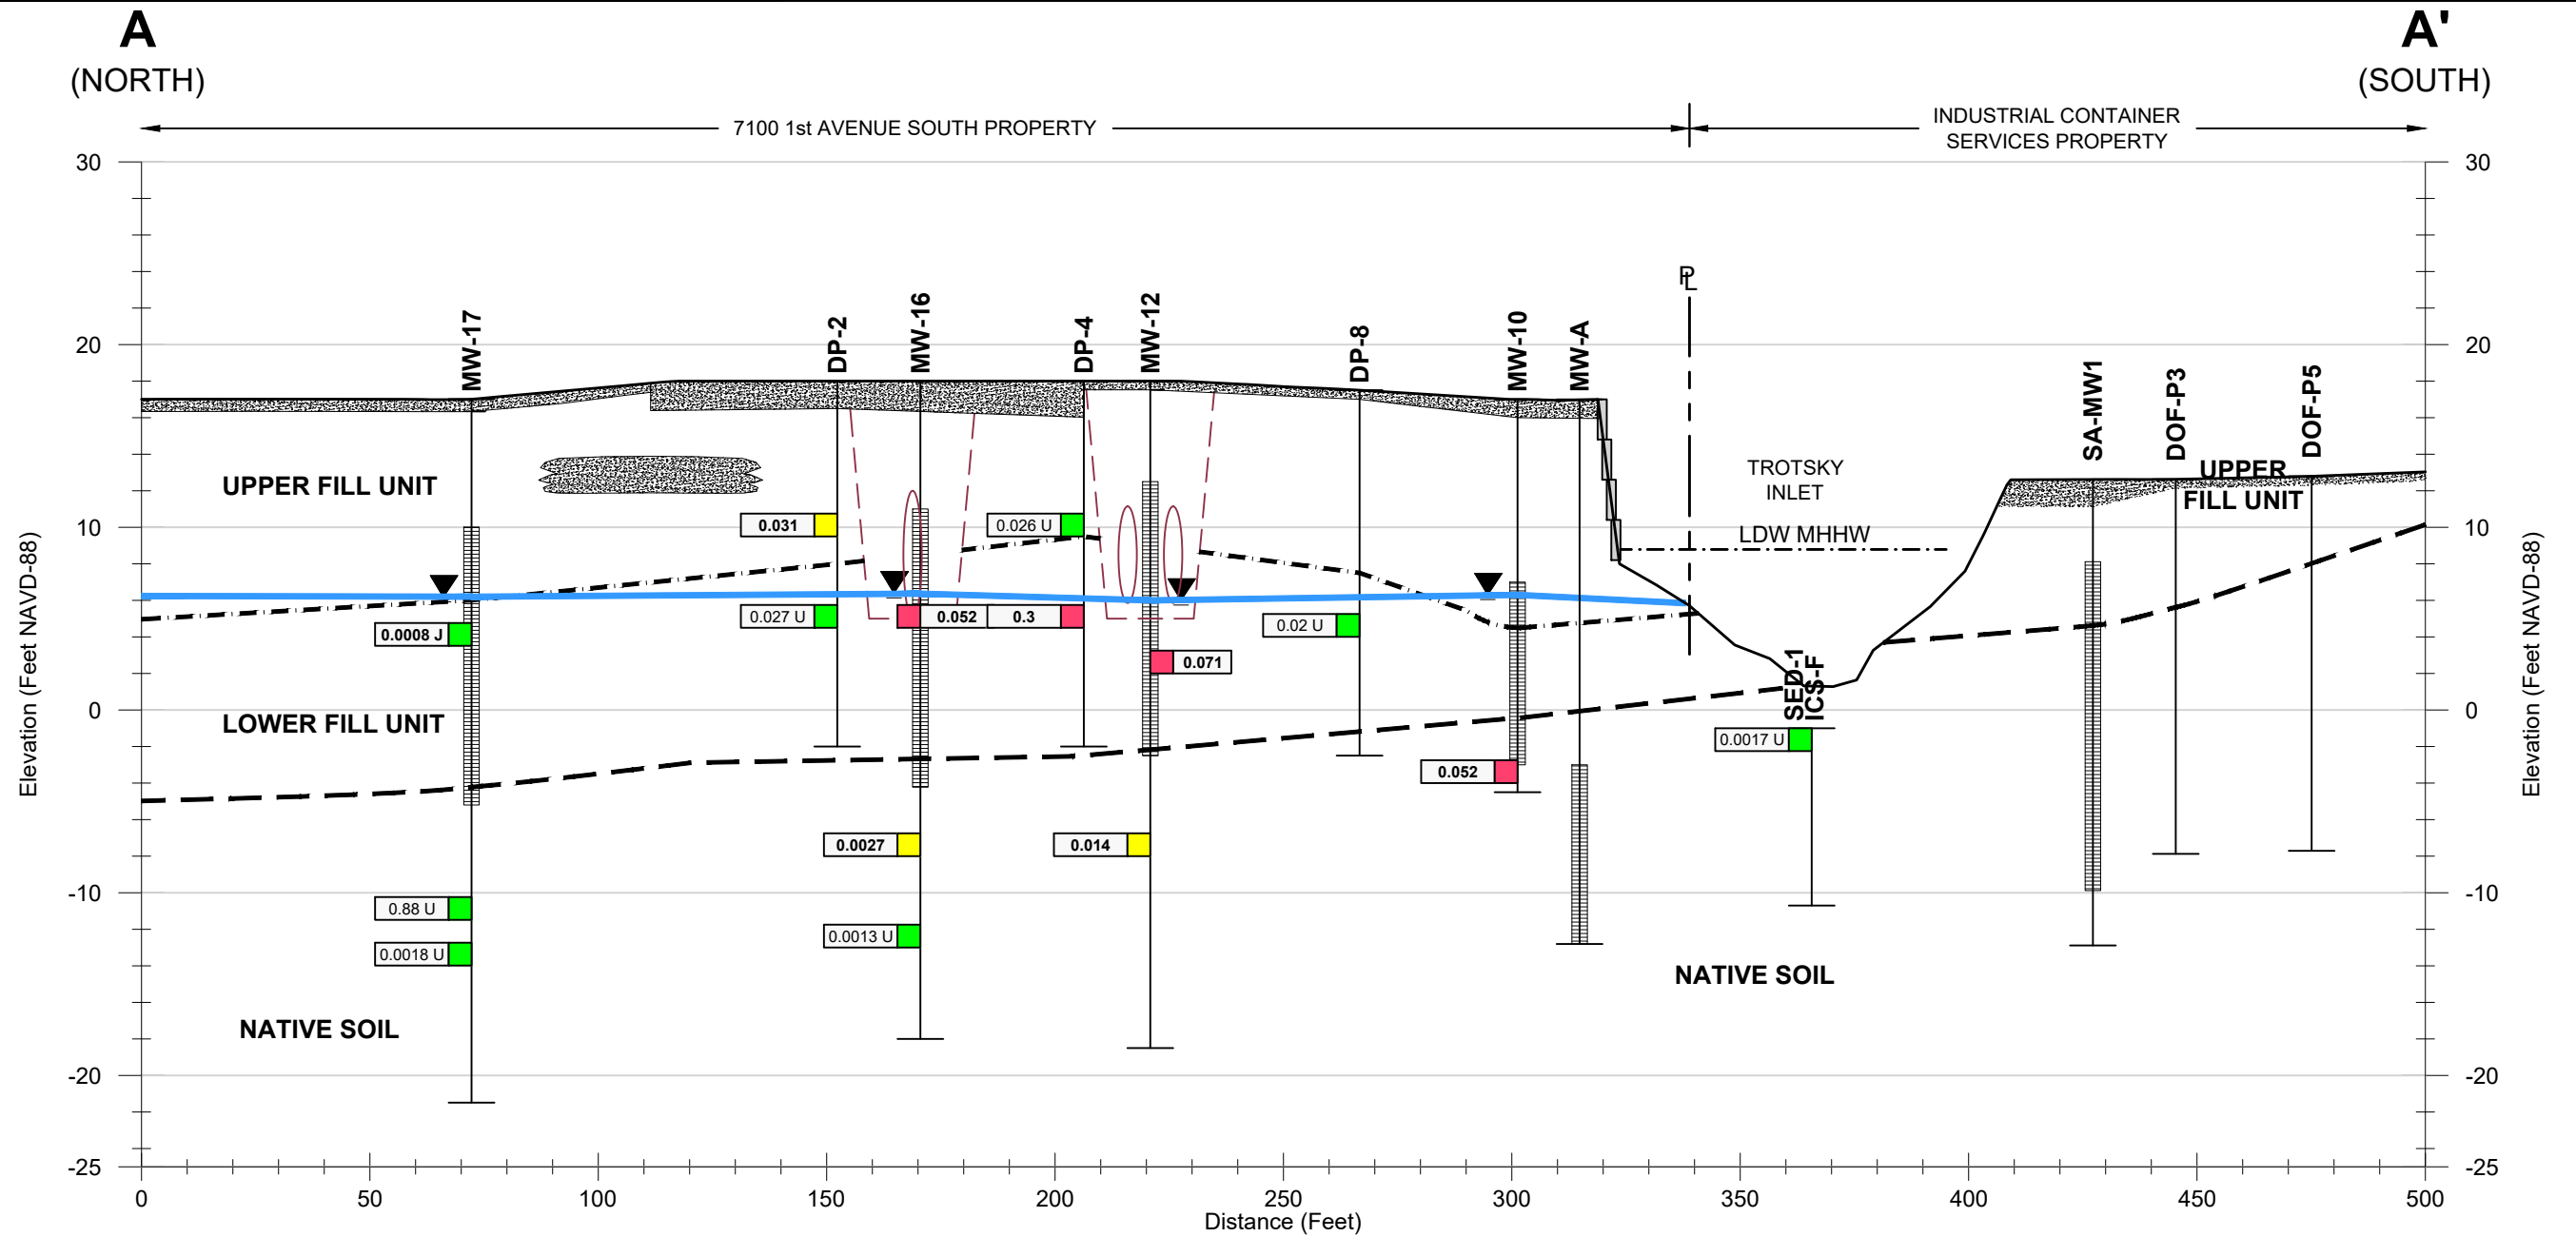 A
A'
(NORTH)
(SOUTH)
7100 1st AVENUE SOUTH PROPERTY
INDUSTRIAL CONTAINER
SERVICES PROPERTY
30
30
PL
MW-17
DP-2
MW-16
DP-4
MW-12
DP-8
MW-10
MW-A
SA-MW1
DOF-P3
DOF-P5
20
20
TROTSKY
INLET
UPPER
FILL UNIT
UPPER FILL UNIT
0.031
0.026 U
10
10
LDW MHHW
0.0008 J
0.027 U
0.052
0.3
0.02 U
0.071
SED-1
ICS-F
Elevation (Feet NAVD-88)
Elevation (Feet NAVD-88)
0
0
LOWER FILL UNIT
0.0017 U
0.052
0.0027
0.014
-10
-10
0.88 U
0.0013 U
0.0018 U
NATIVE SOIL
NATIVE SOIL
-20
-20
-25
-25
0
50
100
150
200
250
300
350
400
450
500
Distance (Feet)